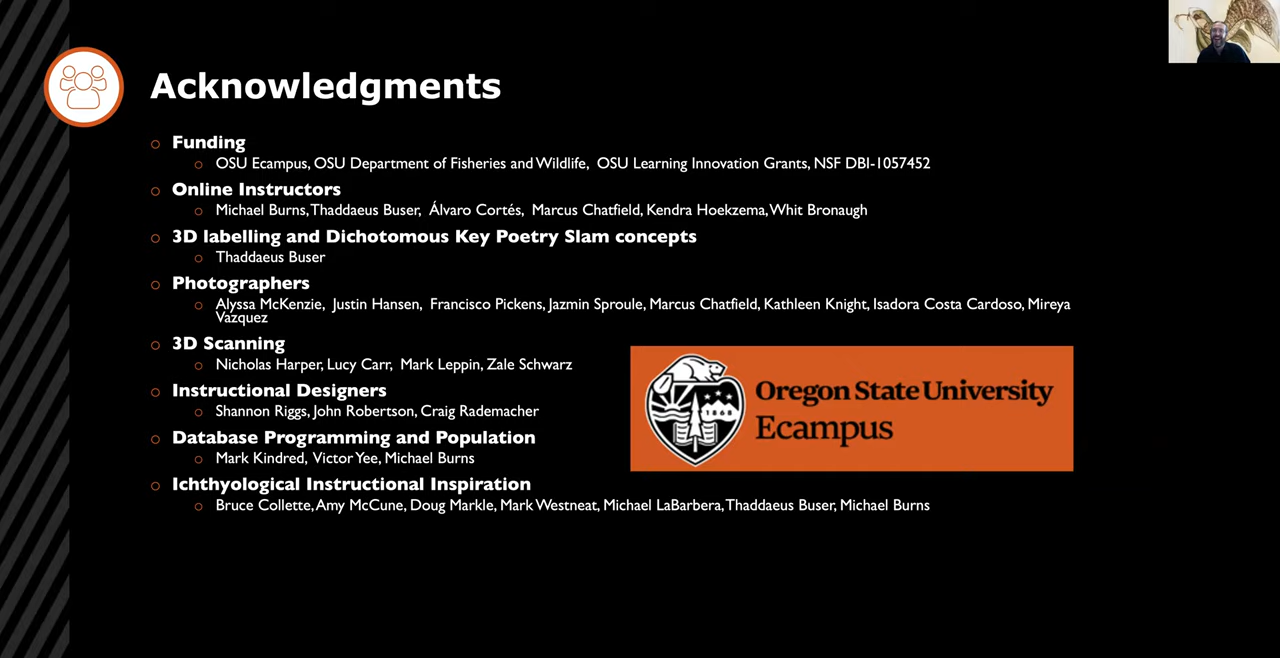 Acknowledgments
Funding
OSU Ecampus, OSU Department of Fisheries and Wildlife, OSU Learning Innovation Grants, NSF DBI-1057452
Online Instructors
Michael Burns, Thaddaeus Buser, Álvaro Cortés, Marcus Chatfield, Kendra Hoekzema, Whit Bronaugh
3D labelling and Dichotomous Key Poetry Slam concepts
Thaddaeus Buser
Photographers
Alyssa McKenzie, Justin Hansen, Francisco Pickens, Jazmin Sproule, Marcus Chatfield, Kathleen Knight, Isadora Costa Cardoso, Mireya
Vazquez
3D Scanning
Nicholas Harper, Lucy Carr, Mark Leppin, Zale Schwarz
Instructional Designers
Shannon Riggs, John Robertson, Craig Rademacher
Database Programming and Population
Mark Kindred, Victor Yee, Michael Burns
Ichthyological Instructional Inspiration
Bruce Collette, Amy McCune, Doug Markle, Mark Westneat, Michael LaBarbera, Thaddaeus Buser, Michael Burns
Oregon State University
Ecampus